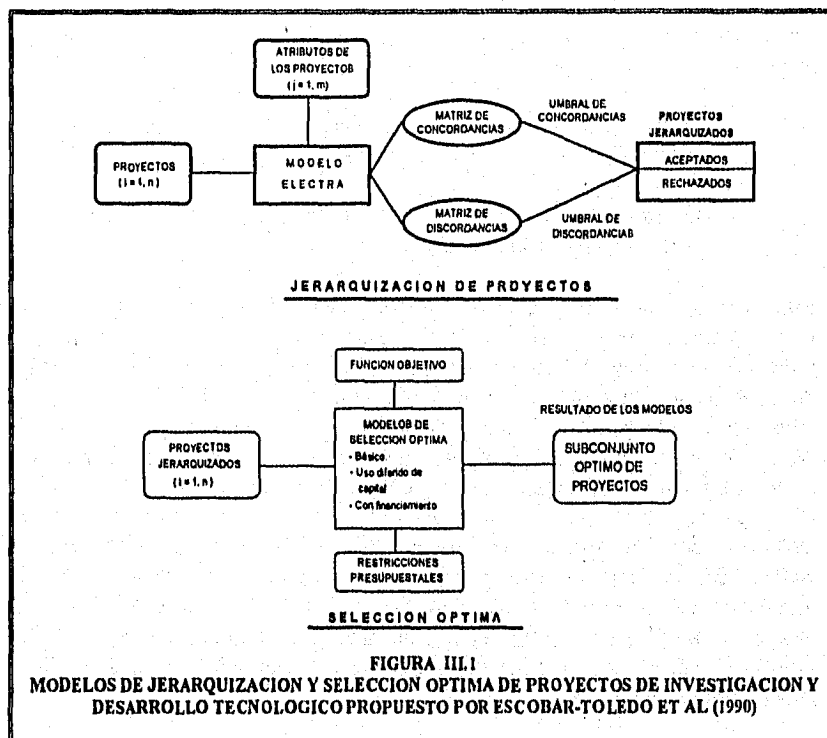 ATRIBUTOS DE
LOS PROYECTOS
( j = 1, m )
PROYECTOS
( i = 1, n )
MODELO
ELECTRA
MATRIZ DE
CONCORDANCIAS
UMBRAL DE
CONCORDANCIAS
MATRIZ DE
DISCORDANCIAS
UMBRAL DE
DISCORDANCIAS
PROYECTOS
JERARQUIZADOS
ACEPTADOS
RECHAZADOS
JERARQUIZACION DE PROYECTOS
FUNCION OBJETIVO
PROYECTOS
JERARQUIZADOS
( i = 1, n )
MODELOS DE
SELECCION OPTIMA
- Básico.
- Uso diferido de
capital
- Con financiamiento
RESTRICCIONES
PRESUPUESTALES
RESULTADO DE LOS MODELOS
SUBCONJUNTO
OPTIMO DE
PROYECTOS
SELECCION OPTIMA
FIGURA III.1
MODELOS DE JERARQUIZACION Y SELECCION OPTIMA DE PROYECTOS DE INVESTIGACION Y
DESARROLLO TECNOLOGICO PROPUESTO POR ESCOBAR-TOLEDO ET AL (1990)